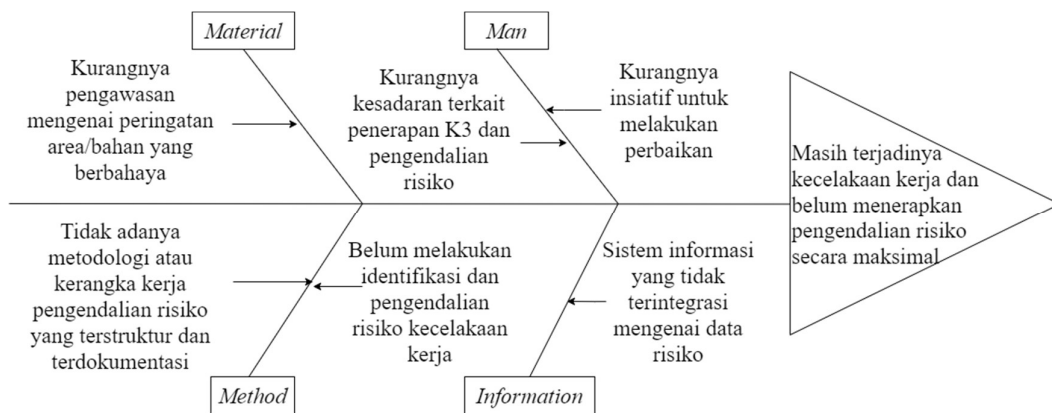 Material
Man
Kurangnya
pengawasan
mengenai peringatan
area/bahan yang
berbahaya
Kurangnya
kesadaran terkait
penerapan K3 dan
pengendalian
risiko
Kurangnya
insiatif untuk
melakukan
perbaikan
Masih terjadinya
kecelakaan kerja dan
belum menerapkan
pengendalian risiko
secara maksimal
Tidak adanya
metodologi atau
kerangka kerja
pengendalian risiko
yang terstruktur dan
terdokumentasi
Belum melakukan
identifikasi dan
pengendalian
risiko kecelakaan
kerja
Sistem informasi
yang tidak
terintegrasi
mengenai data
risiko
Method
Information